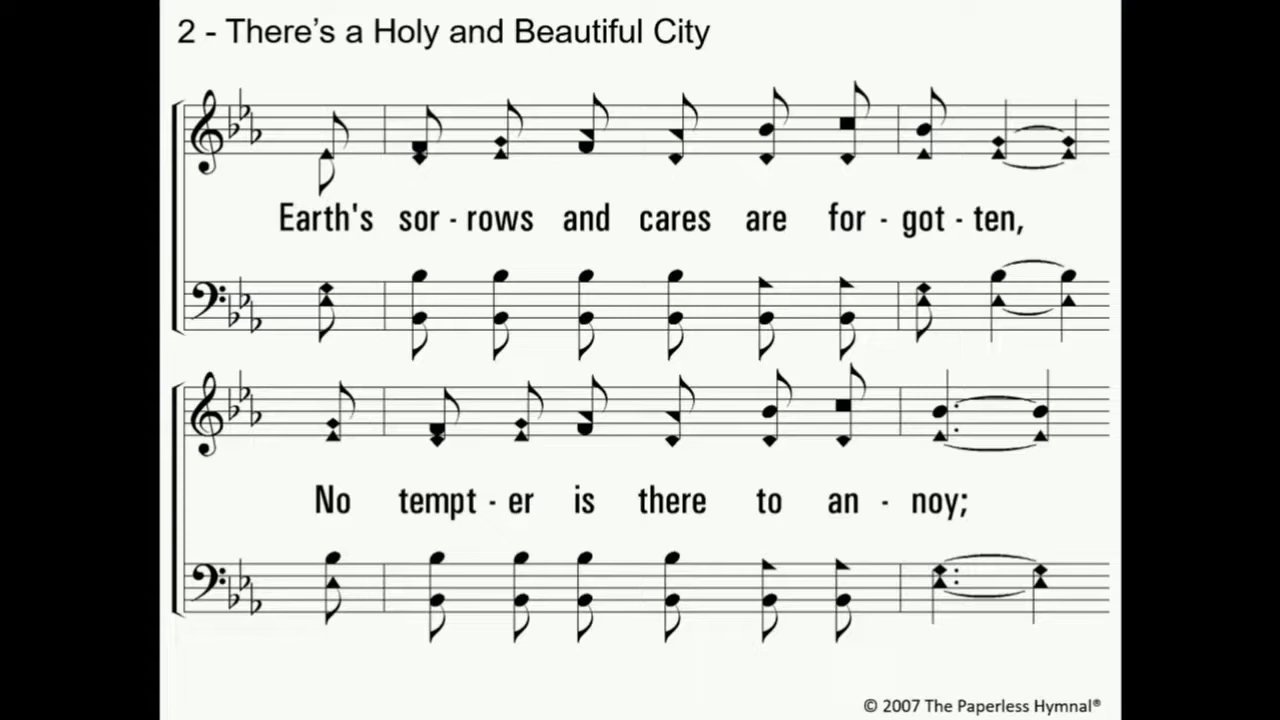 2 - There's a Holy and Beautiful City
Earth's sor - rows and cares are for - got - ten,
No tempt - er is there to an - noy;
© 2007 The Paperless Hymnal®